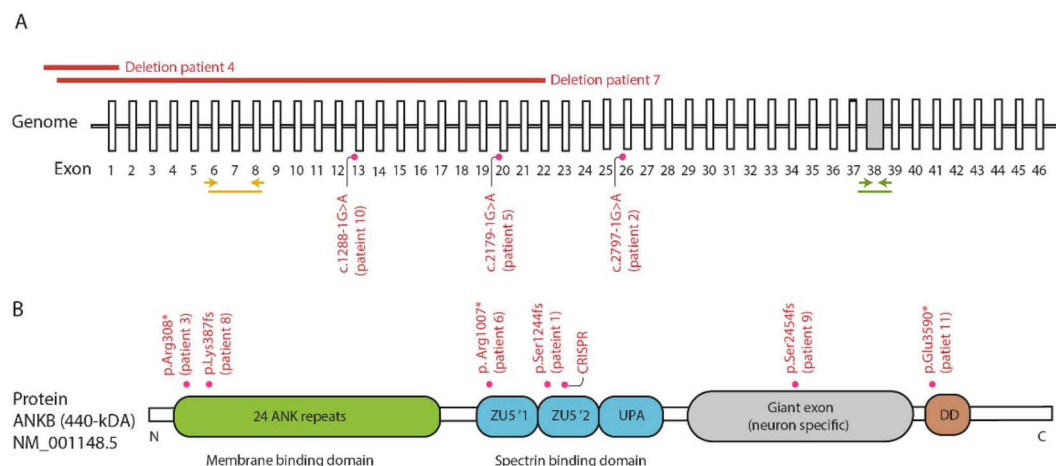 A
Deletion patient 4
Deletion patient 7
Genome
Exon 1 2 3 4 5 6 7 8 9 10 11 12 13 14 15 16 17 18 19 20 21 22 23 24 25 26 27 28 29 30 31 32 33 34 35 36 37 38 39 40 41 42 43 44 45 46
c.1288-1G>A
(pateint 10)
c.2179-1G>A
(patient 5)
c.2797-1G>A
(patient 2)
B
p.Arg308*
(patient 3)
p.Lys387fs
(patient 8)
p. Arg1007*
(patient 6)
p.Ser1244fs
(pateint 1)
CRISPR
p.Ser2454fs
(patient 9)
p.Glu3590*
(patiet 11)
Protein
ANKB (440-kDA)
NM_001148.5
N
24 ANK repeats
ZU5 '1
ZU5 '2
UPA
Giant exon
(neuron specific)
DD
C
Membrane binding domain
Spectrin binding domain